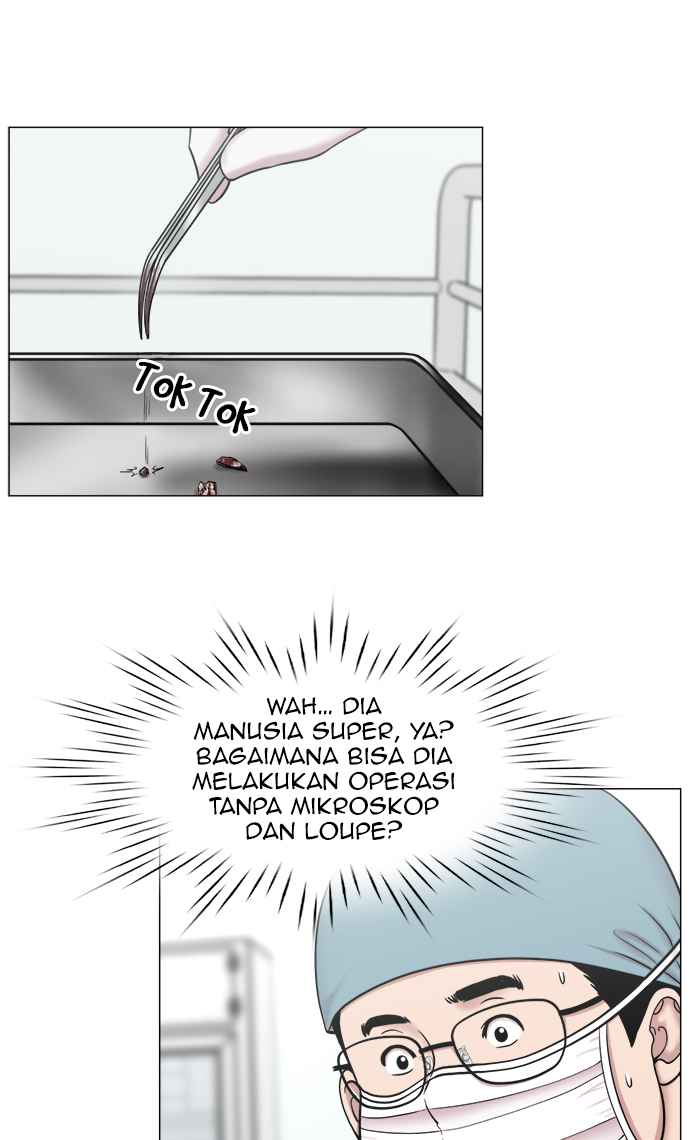 TOK TOK
WAH... DIA
MANUSIA SUPER, YA?
BAGAIMANA BISA DIA
MELAKUKAN OPERASI
TANPA MIKROSKOP
DAN LOUPE?